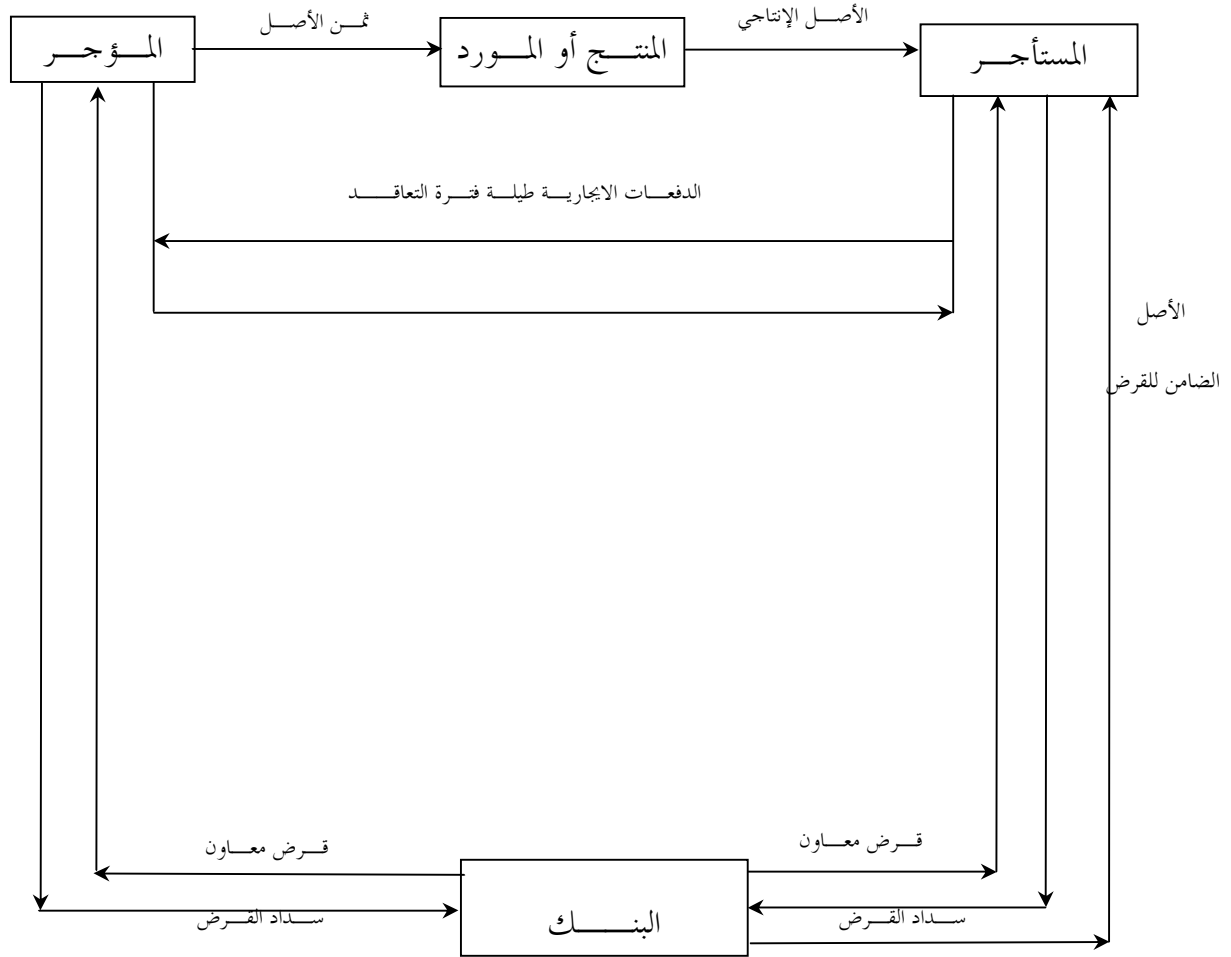 الأصل الإنتاجي
ثمن الأصل
المستأجر
المنتج أو المورد
المؤجر
الدفعات الايجارية طيلة فترة التعاقد
الأصل
الضامن للقرض
قرض معاون
قرض معاون
سداد القرض
البنك
سداد القرض